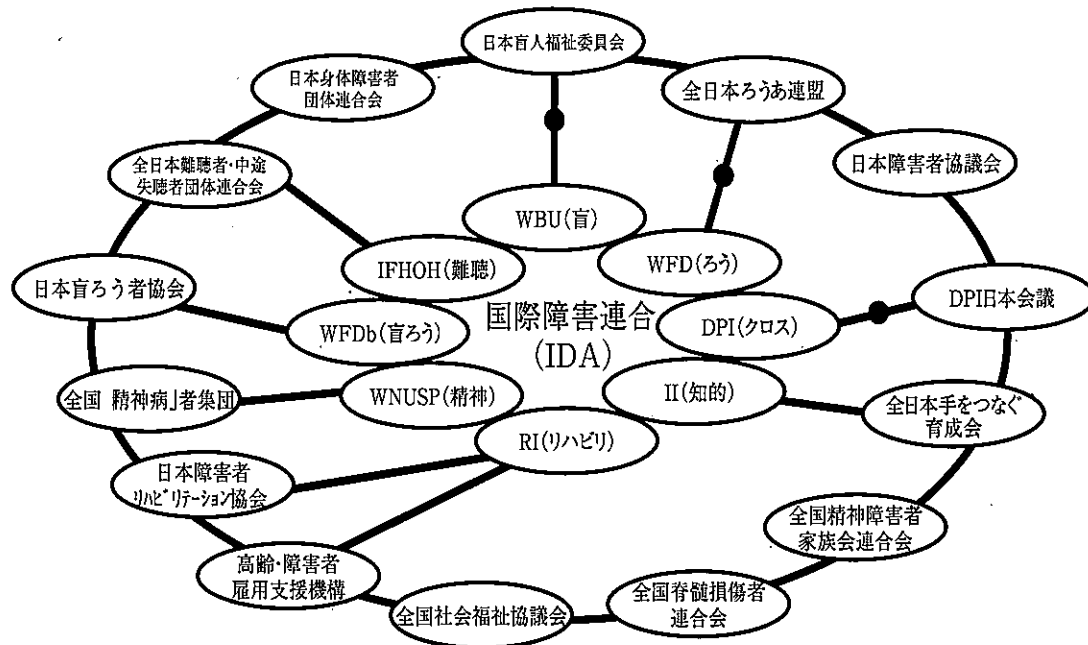 日本盲人福祉委員会
日本身体障害者
団体連合会
全日本ろうあ連盟
全日本難聴者・中途
失聴者団体連合会
日本障害者協議会
WBU(盲)
IFHOH(難聴)
WFD(ろう)
日本盲ろう者協会
DPI日本会議
WFDb(盲ろう)
国際障害連合
(IDA)
DPI(クロス)
全国「精神病」者集団
WNUSP(精神)
II(知的)
全日本手をつなぐ
育成会
RI(リハビリ)
日本障害者
リハビリテーション協会
全国精神障害者
家族会連合会
高齢・障害者
雇用支援機構
全国社会福祉協議会
全国脊髄損傷者
連合会